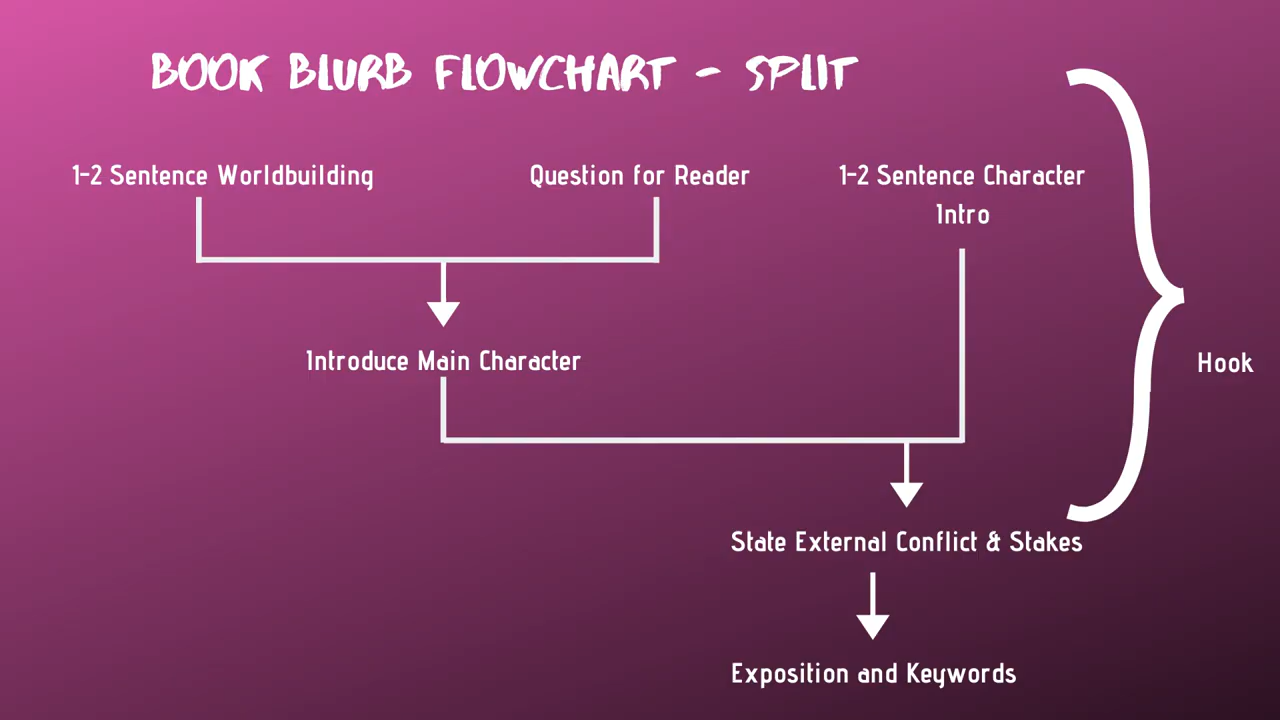 BOOK BLURB FLOWCHART - SPLIT
1-2 Sentence Worldbuilding
Question for Reader
1-2 Sentence Character
Intro
Introduce Main Character
Hook
State External Conflict & Stakes
Exposition and Keywords